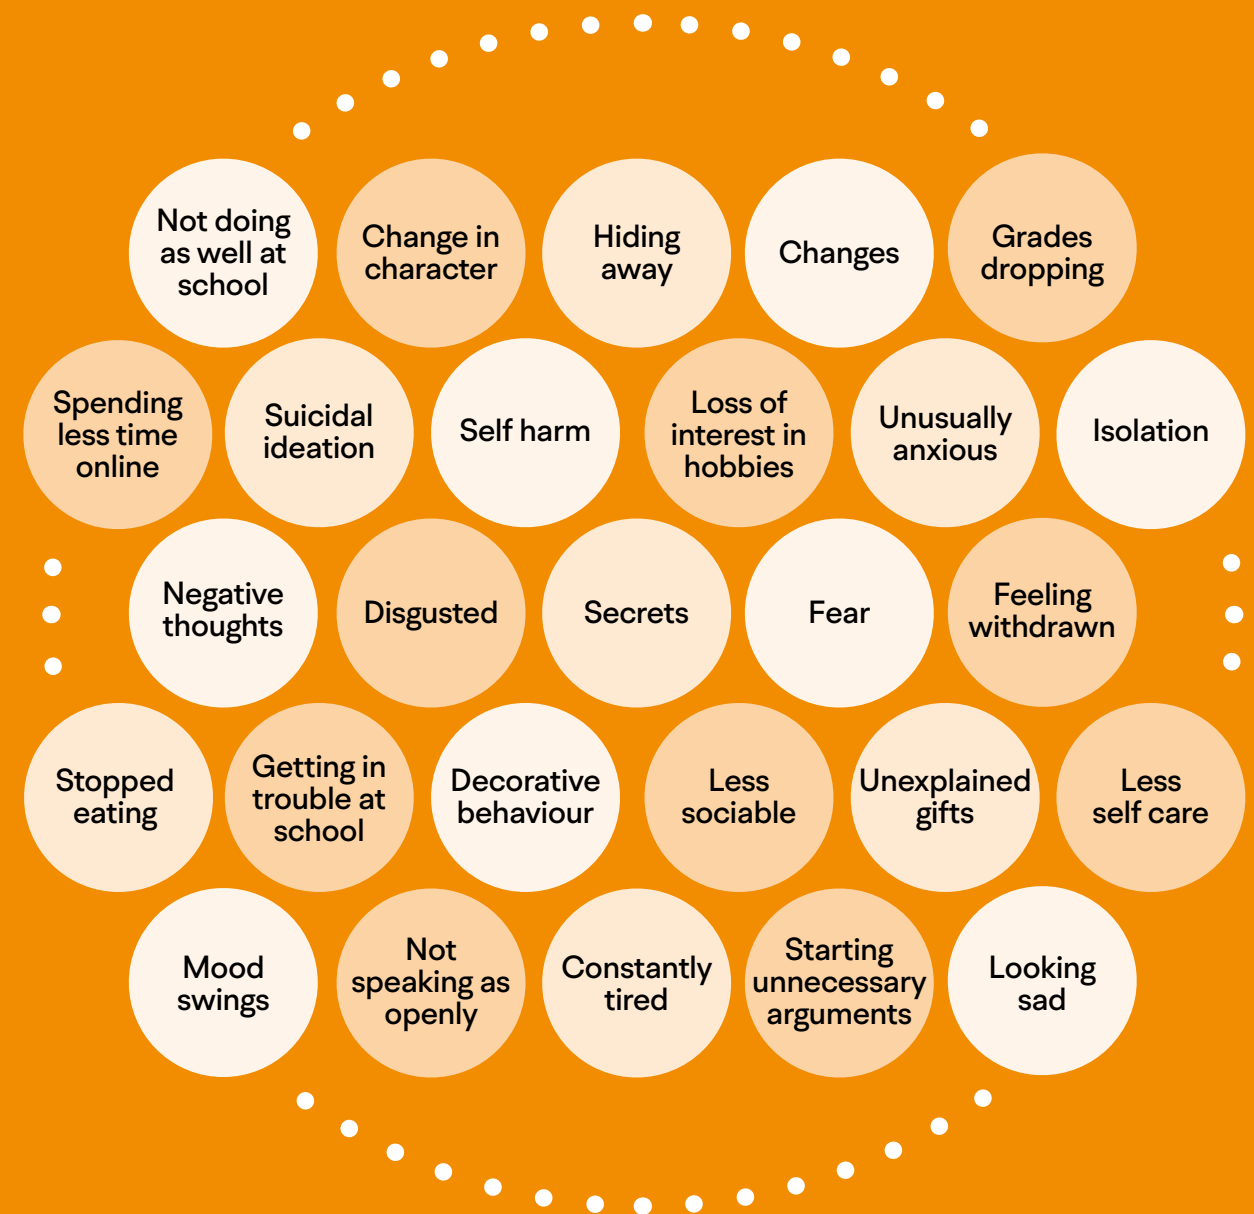 Not doing
as well at
school
Change in
character
Hiding
away
Changes
Grades
dropping
Spending
less time
online
Suicidal
ideation
Self harm
Loss of
interest in
hobbies
Unusually
anxious
Isolation
Negative
thoughts
Disgusted
Secrets
Fear
Feeling
withdrawn
Stopped
eating
Getting in
trouble at
school
Decorative
behaviour
Less
sociable
Unexplained
gifts
Less
self care
Mood
swings
Not
speaking as
openly
Constantly
tired
Starting
unnecessary
arguments
Looking
sad